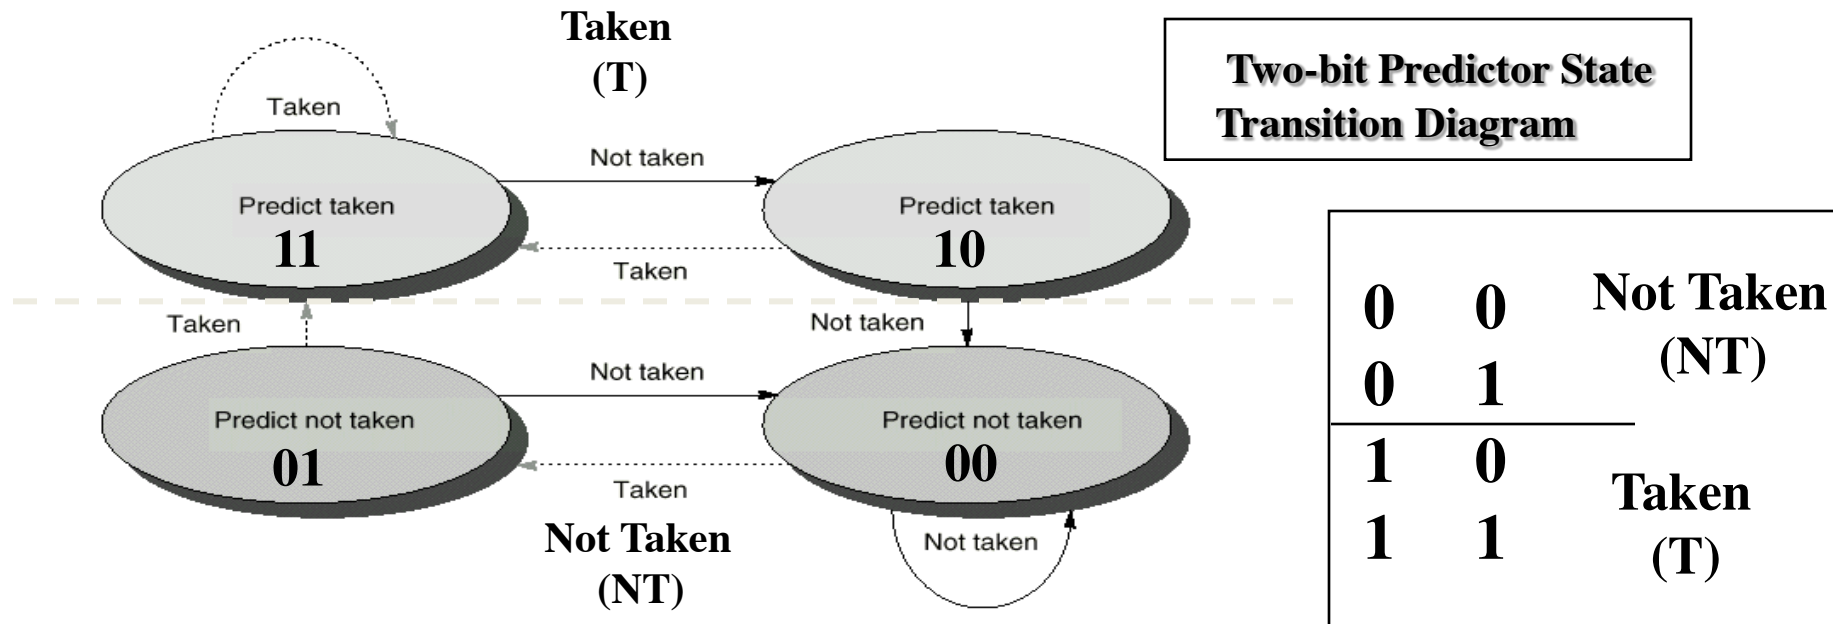 Taken
(T)
Two-bit Predictor State
Transition Diagram
Taken
Not taken
Predict taken
11
Predict taken
10
Taken
Taken
Not taken
Not taken
Predict not taken
01
Predict not taken
00
Taken
Not Taken
(NT)
Not taken
0 0 Not Taken
(NT)
0 1
1 0
Taken
1 1
(T)